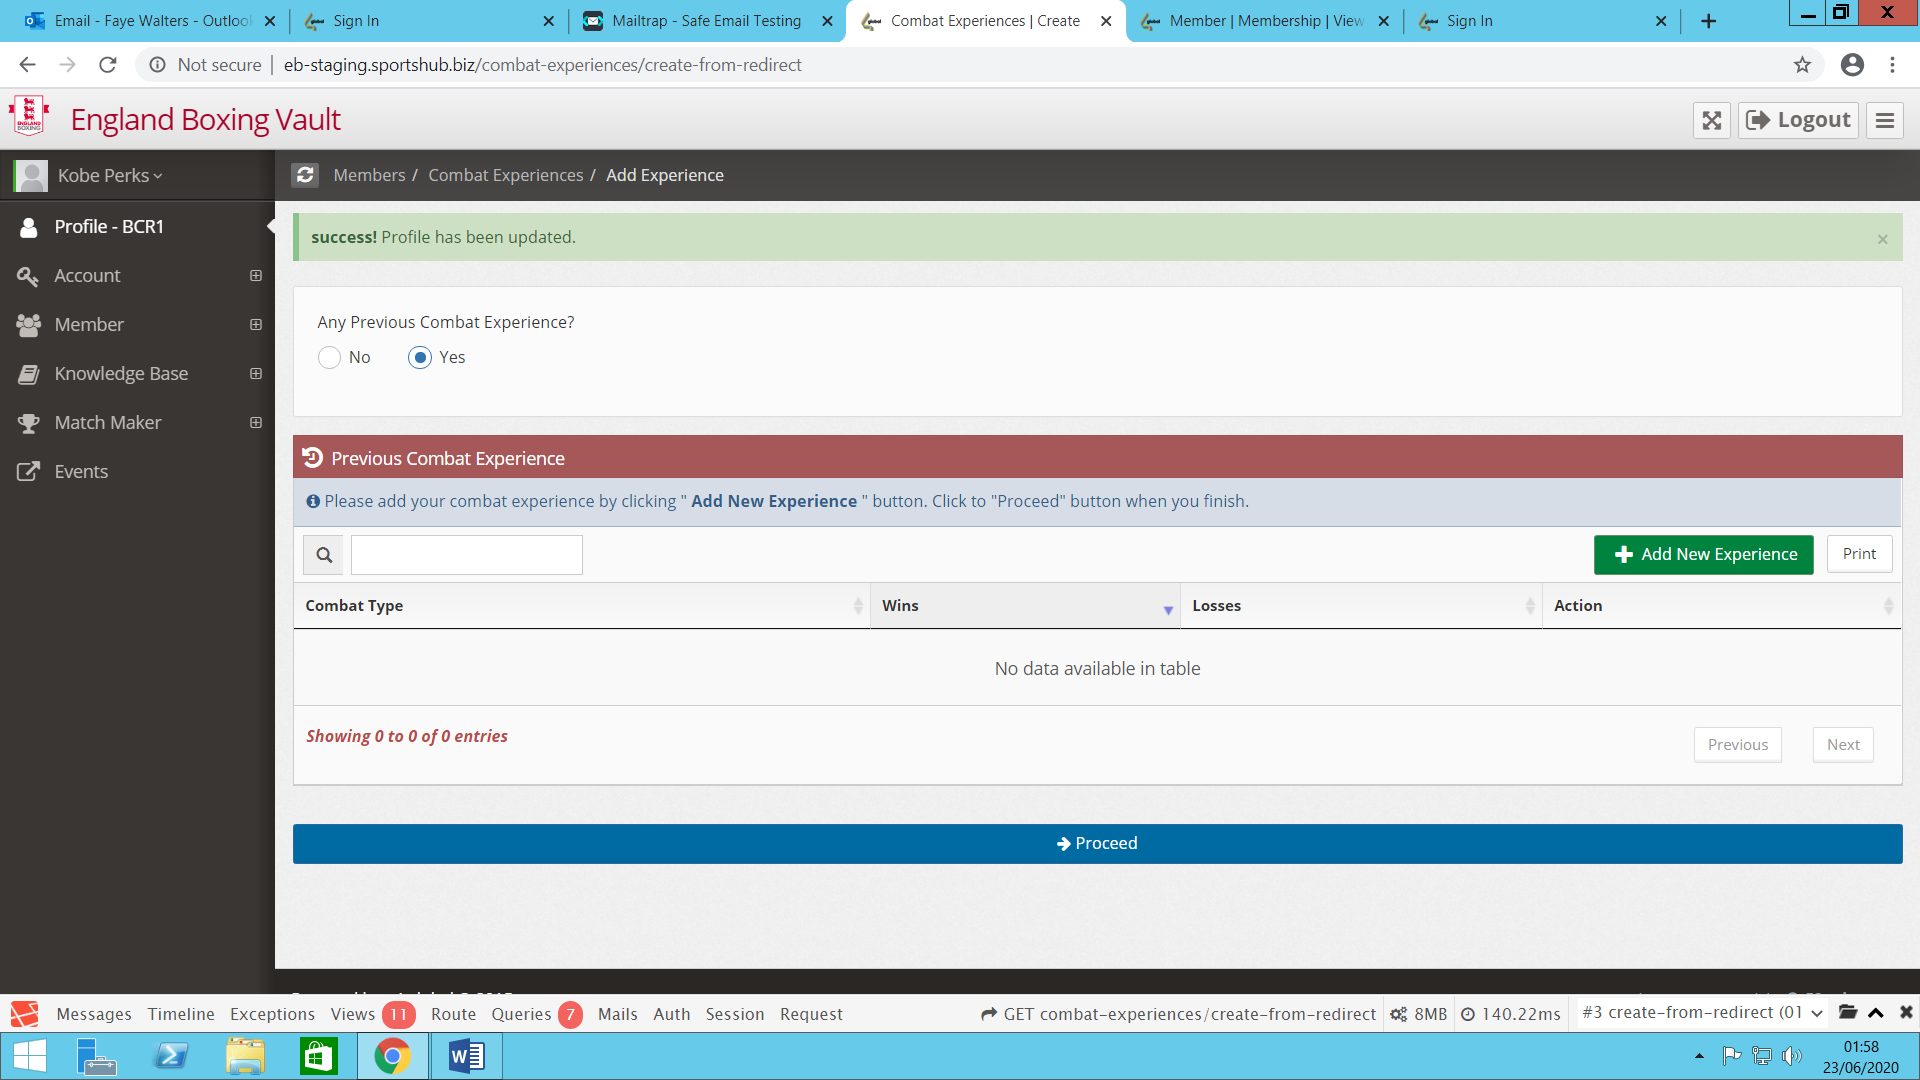 Email - Faye Walters - Outlook
Sign In
Mailtrap - Safe Email Testing
Combat Experiences | Create
Member | Membership | View
Sign In
Not secure | eb-staging.sportshub.biz/combat-experiences/create-from-redirect
England Boxing Vault
Logout
Kobe Perks
Members / Combat Experiences / Add Experience
Profile - BCR1
Account
Member
Knowledge Base
Match Maker
Events
success! Profile has been updated.
Any Previous Combat Experience?
No Yes
Previous Combat Experience
Please add your combat experience by clicking " Add New Experience " button. Click to "Proceed" button when you finish.
Add New Experience Print
Combat Type Wins Losses Action
No data available in table
Showing 0 to 0 of 0 entries
Previous Next
Proceed
Messages Timeline Exceptions Views 11 Route Queries 7 Mails Auth Session Request
GET combat-experiences/create-from-redirect 8MB 140.22ms #3 create-from-redirect (01
01:58
23/06/2020